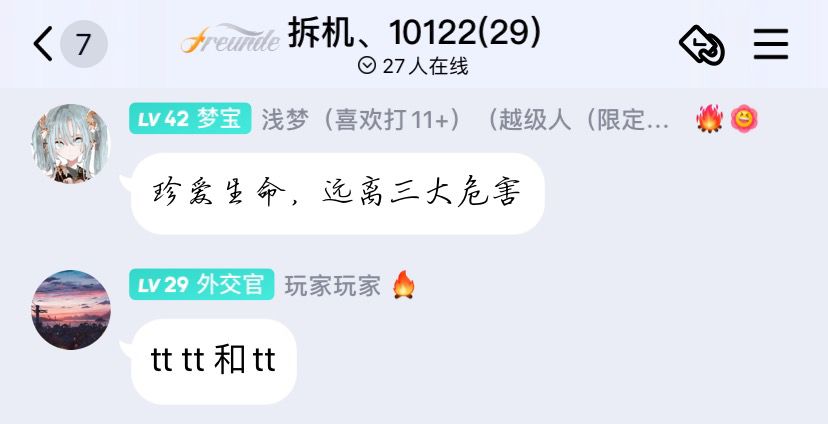 7
Freunde 拆机、10122(29)
27人在线
LV 42 梦宝 浅梦（喜欢打11+）（越级人（限定...
珍爱生命，远离三大危害
LV 29 外交官 玩家玩家
tt tt 和 tt